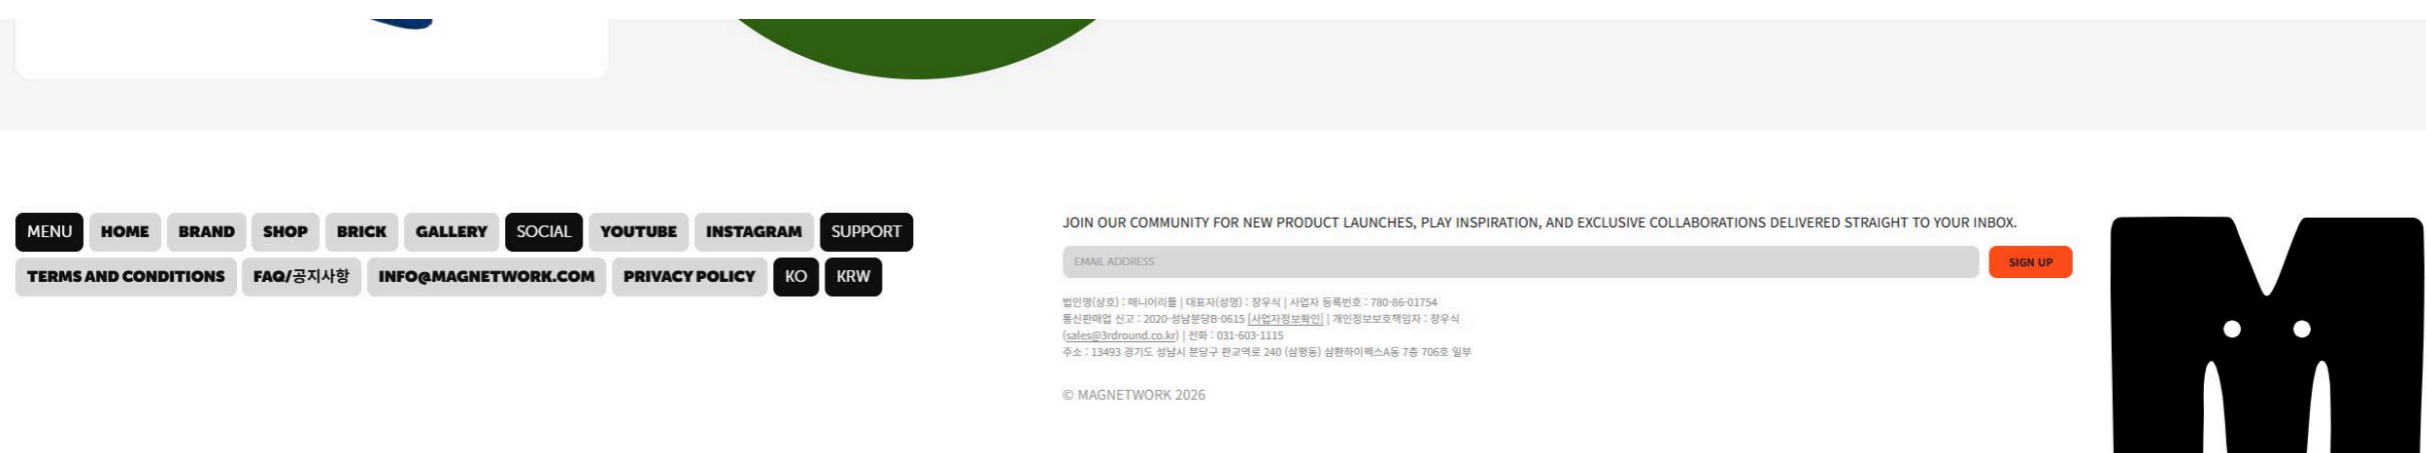 MENU HOME BRAND SHOP BRICK GALLERY SOCIAL YOUTUBE INSTAGRAM SUPPORT
TERMS AND CONDITIONS FAQ/공지사항 INFO@MAGNETWORK.COM PRIVACY POLICY KO KRW
JOIN OUR COMMUNITY FOR NEW PRODUCT LAUNCHES, PLAY INSPIRATION, AND EXCLUSIVE COLLABORATIONS DELIVERED STRAIGHT TO YOUR INBOX.
EMAIL ADDRESS SIGN UP
법인명(상호) : 매니어리틀 | 대표자(성명) : 장우식 | 사업자 등록번호 : 780-86-01754
통신판매업 신고 : 2020-성남분당B-0615 [사업자정보확인] | 개인정보보호책임자 : 장우식
(sales@3rdround.co.kr) | 전화 : 031-603-1115
주소 : 13493 경기도 성남시 분당구 판교역로 240 (삼평동) 삼환하이펙스A동 7층 706호 일부
© MAGNETWORK 2026